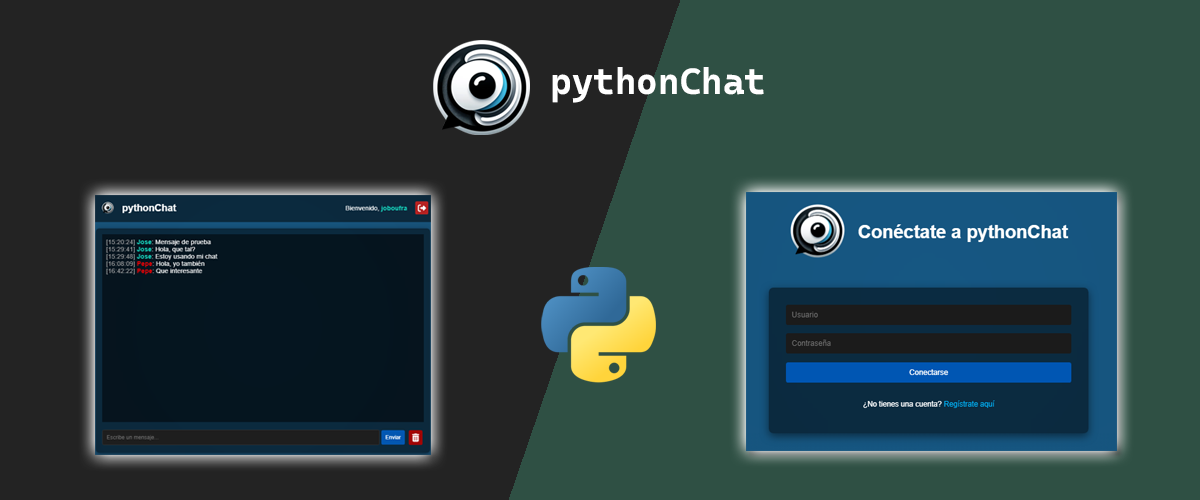 pythonChat
pythonChat
Bienvenido, joboufra
[15:20:24] Jose: Mensaje de prueba
[15:29:41] Jose: Hola, que tal?
[15:29:48] Jose: Estoy usando mi chat
[16:08:09] Pepe: Hola, yo también
[16:42:22] Pepe: Que interesante
Escribe un mensaje...
Enviar
Conéctate a pythonChat
Usuario
Contraseña
Conectarse
¿No tienes una cuenta? Regístrate aquí